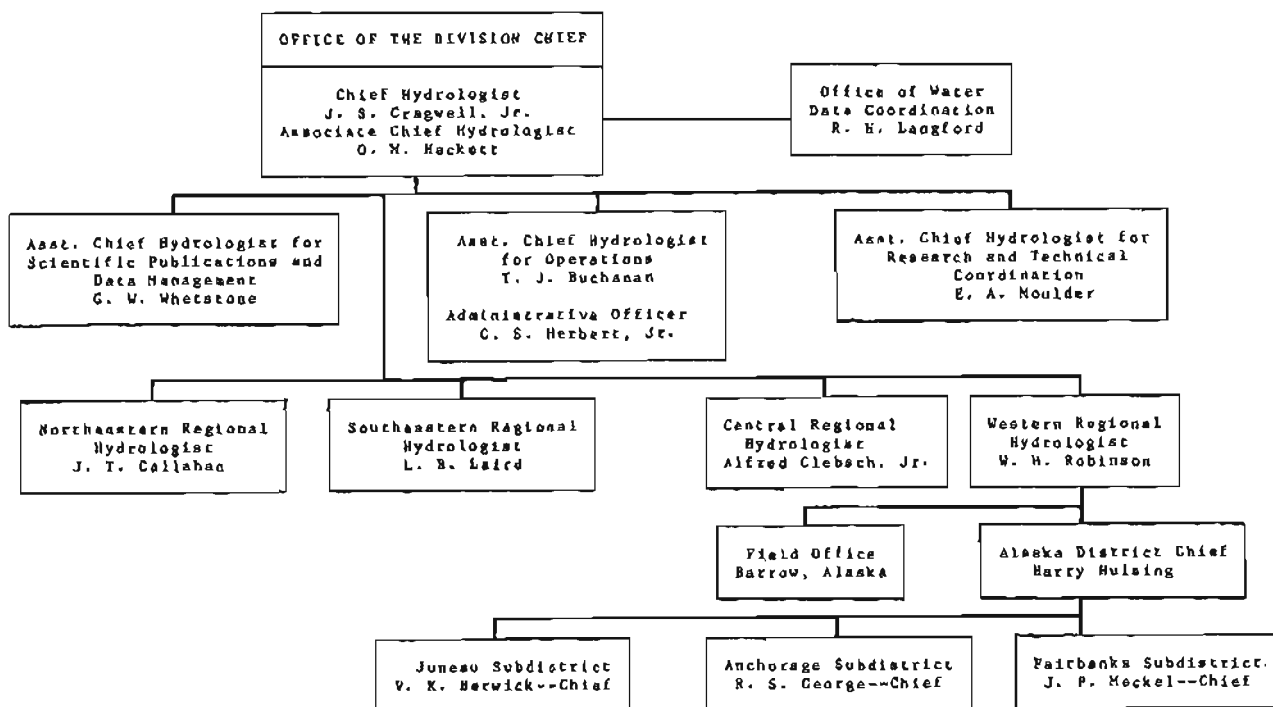 OFFICE OF THE DIVISION CHIEF
Chief Hydrologist
J. S. Cragwell, Jr.
Associate Chief Hydrologist
O. M. Hackett
Office of Water
Data Coordination
R. H. Langford
Asst. Chief Hydrologist for
Scientific Publications and
Data Management
G. W. Whetstone
Asst. Chief Hydrologist
for Operations
T. J. Buchanan
Administrative Officer
C. S. Herbert, Jr.
Asst. Chief Hydrologist for
Research and Technical
Coordination
E. A. Moulder
Northeastern Regional
Hydrologist
J. T. Callahan
Southeastern Regional
Hydrologist
L. B. Laird
Central Regional
Hydrologist
Alfred Clebsch, Jr.
Western Regional
Hydrologist
W. H. Robinson
Field Office
Barrow, Alaska
Alaska District Chief
Harry Hulsing
Juneau Subdistrict
V. K. Berwick--Chief
Anchorage Subdistrict
R. S. George--Chief
Fairbanks Subdistrict
J. P. Meckel--Chief